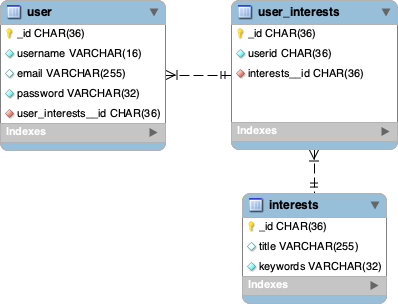 user
_id CHAR(36)
username VARCHAR(16)
email VARCHAR(255)
password VARCHAR(32)
user_interests__id CHAR(36)
Indexes
user_interests
_id CHAR(36)
userid CHAR(36)
interests__id CHAR(36)
Indexes
interests
_id CHAR(36)
title VARCHAR(255)
keywords VARCHAR(32)
Indexes